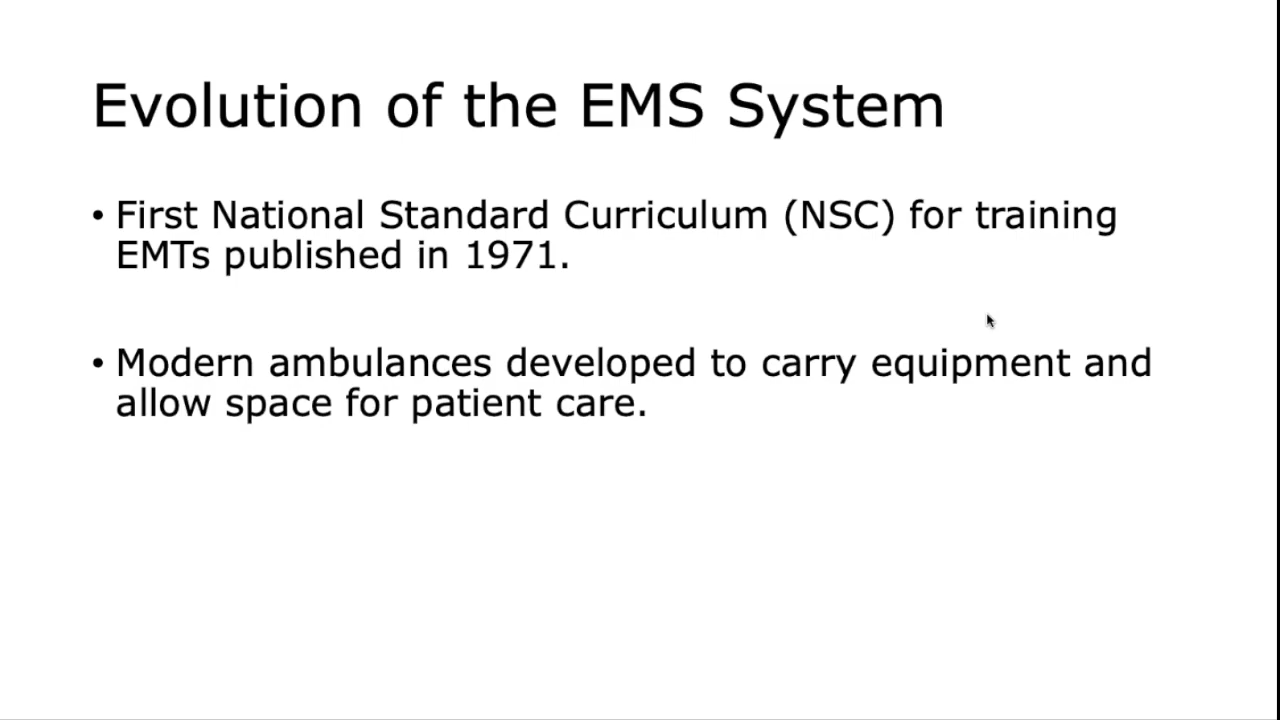 Evolution of the EMS System
• First National Standard Curriculum (NSC) for training
EMTs published in 1971.
• Modern ambulances developed to carry equipment and
allow space for patient care.